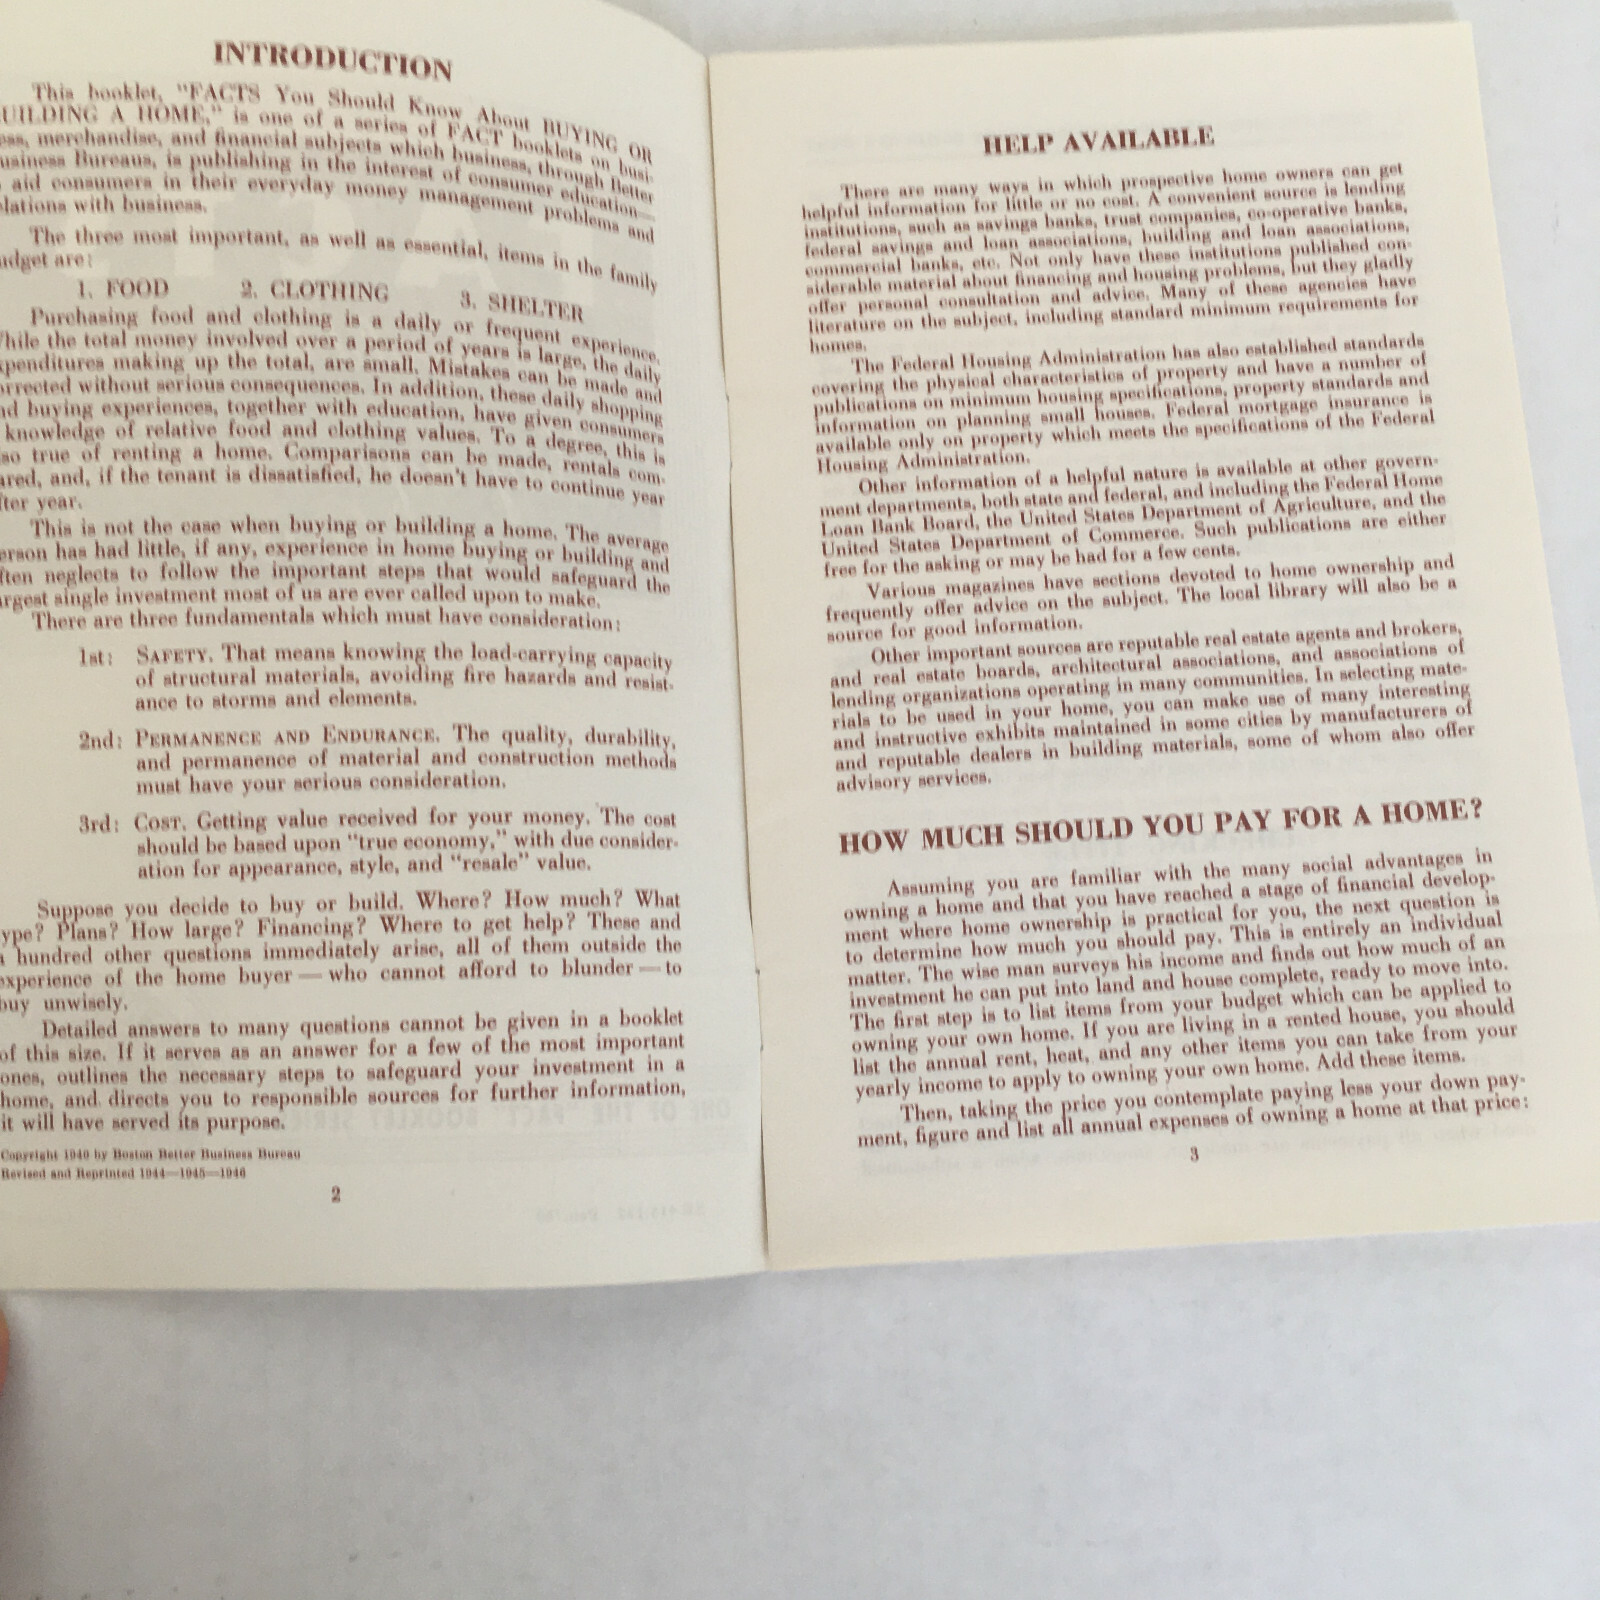 INTRODUCTION
This booklet, "FACTS You Should Know About BUYING OR
UILDING A HOME," is one of a series of FACT booklets on busi-
ess, merchandise, and financial subjects which business, through Better
usiness Bureaus, is publishing in the interest of consumer education—
aid consumers in their everyday money management problems and
elations with business.
The three most important, as well as essential, items in the family
udget are:
1. FOOD 2. CLOTHING 3. SHELTER
Purchasing food and clothing is a daily or frequent experience.
While the total money involved over a period of years is large, the daily
xpenditures making up the total, are small. Mistakes can be made and
orrected without serious consequences. In addition, these daily shopping
nd buying experiences, together with education, have given consumers
knowledge of relative food and clothing values. To a degree, this is
so true of renting a home. Comparisons can be made, rentals com-
ared, and, if the tenant is dissatisfied, he doesn't have to continue year
fter year.
This is not the case when buying or building a home. The average
erson has had little, if any, experience in home buying or building and
ften neglects to follow the important steps that would safeguard the
argest single investment most of us are ever called upon to make.
There are three fundamentals which must have consideration:
1st: SAFETY. That means knowing the load-carrying capacity
of structural materials, avoiding fire hazards and resist-
ance to storms and elements.
2nd: PERMANENCE AND ENDURANCE. The quality, durability,
and permanence of material and construction methods
must have your serious consideration.
3rd: COST. Getting value received for your money. The cost
should be based upon "true economy," with due consider-
ation for appearance, style, and "resale" value.
Suppose you decide to buy or build. Where? How much? What
ype? Plans? How large? Financing? Where to get help? These and
a hundred other questions immediately arise, all of them outside the
experience of the home buyer — who cannot afford to blunder — to
buy unwisely.
Detailed answers to many questions cannot be given in a booklet
of this size. If it serves as an answer for a few of the most important
ones, outlines the necessary steps to safeguard your investment in a
home, and directs you to responsible sources for further information,
it will have served its purpose.
Copyright 1940 by Boston Better Business Bureau
Revised and Reprinted 1944—1945—1946
2
HELP AVAILABLE
There are many ways in which prospective home owners can get
helpful information for little or no cost. A convenient source is lending
institutions, such as savings banks, trust companies, co-operative banks,
federal savings and loan associations, building and loan associations,
commercial banks, etc. Not only have these institutions published con-
siderable material about financing and housing problems, but they gladly
offer personal consultation and advice. Many of these agencies have
literature on the subject, including standard minimum requirements for
homes.
The Federal Housing Administration has also established standards
covering the physical characteristics of property and have a number of
publications on minimum housing specifications, property standards and
information on planning small houses. Federal mortgage insurance is
available only on property which meets the specifications of the Federal
Housing Administration.
Other information of a helpful nature is available at other govern-
ment departments, both state and federal, and including the Federal Home
Loan Bank Board, the United States Department of Agriculture, and the
United States Department of Commerce. Such publications are either
free for the asking or may be had for a few cents.
Various magazines have sections devoted to home ownership and
frequently offer advice on the subject. The local library will also be a
source for good information.
Other important sources are reputable real estate agents and brokers,
and real estate boards, architectural associations, and associations of
lending organizations operating in many communities. In selecting mate-
rials to be used in your home, you can make use of many interesting
and instructive exhibits maintained in some cities by manufacturers of
and reputable dealers in building materials, some of whom also offer
advisory services.
HOW MUCH SHOULD YOU PAY FOR A HOME?
Assuming you are familiar with the many social advantages in
owning a home and that you have reached a stage of financial develop-
ment where home ownership is practical for you, the next question is
to determine how much you should pay. This is entirely an individual
matter. The wise man surveys his income and finds out how much of an
investment he can put into land and house complete, ready to move into.
The first step is to list items from your budget which can be applied to
owning your own home. If you are living in a rented house, you should
list the annual rent, heat, and any other items you can take from your
yearly income to apply to owning your own home. Add these items.
Then, taking the price you contemplate paying less your down pay-
ment, figure and list all annual expenses of owning a home at that price:
3